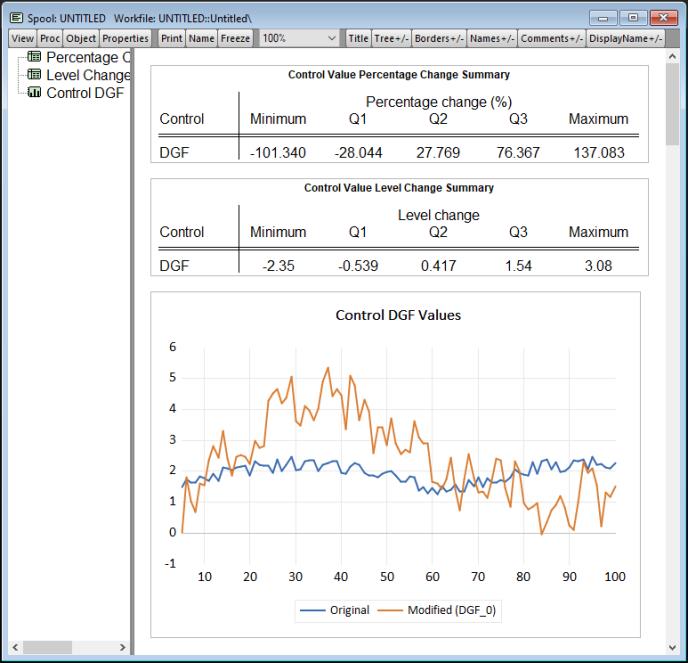 Spool: UNTITLED Workfile: UNTITLED::Untitled\
View Proc Object Properties Print Name Freeze 100% Title Tree+/- Borders+/- Names+/- Comments+/- DisplayName+/-
Percentage C
Level Change
Control DGF
Control Value Percentage Change Summary
Percentage change (%)
Control Minimum Q1 Q2 Q3 Maximum
DGF -101.340 -28.044 27.769 76.367 137.083
Control Value Level Change Summary
Level change
Control Minimum Q1 Q2 Q3 Maximum
DGF -2.35 -0.539 0.417 1.54 3.08
Control DGF Values
6
5
4
3
2
1
0
-1
10 20 30 40 50 60 70 80 90 100
Original Modified (DGF_0)